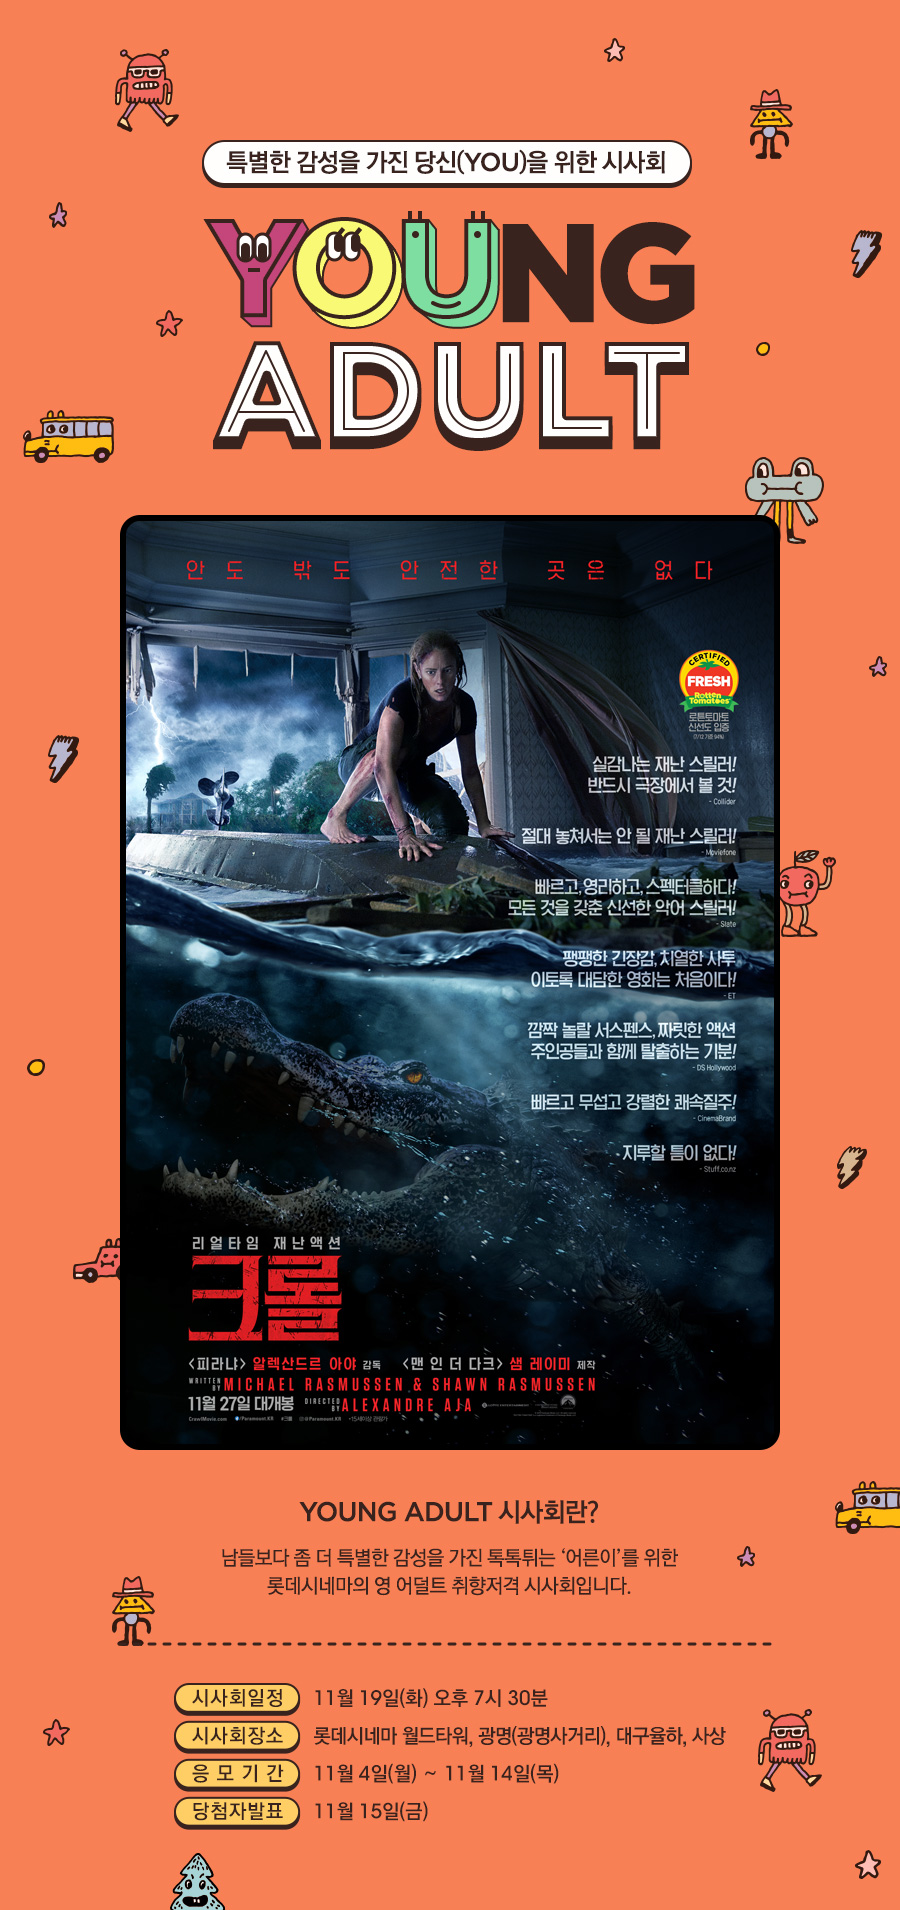 특별한 감성을 가진 당신(YOU)을 위한 시사회
YOUNG
ADULT
안도 밖도 안전한 곳은 없다
CERTIFIED
FRESH
Rotten
Tomatoes
로튼토마토
신선도 입증
실감나는 재난 스릴러!
반드시 극장에서 볼 것!
- Collider
절대 놓쳐서는 안 될 재난 스릴러!
- Moviefone
빠르고, 영리하고, 스펙터클하다!
모든 것을 갖춘 신선한 악어 스릴러!
- Slate
팽팽한 긴장감, 치열한 사투
이토록 대담한 영화는 처음이다!
- ET
깜짝 놀랄 서스펜스, 짜릿한 액션
주인공들과 함께 탈출하는 기분!
- DS Hollywood
빠르고 무섭고 강렬한 쾌속질주!
- CinemaBrand
지루할 틈이 없다!
- Stuff.co.nz
리얼타임 재난액션
크롤
<피라냐> 알렉산드르 아야 감독 <맨 인 더 다크> 샘 레이미 제작
WRITTEN BY MICHAEL RASMUSSEN & SHAWN RASMUSSEN
11월 27일 대개봉 DIRECTED BY ALEXANDRE AJA
CrawlMovie.com /Paramount.KR #크롤 @Paramount.KR 15세이상 관람가
YOUNG ADULT 시사회란?
남들보다 좀 더 특별한 감성을 가진 톡톡튀는 ‘어른이’를 위한
롯데시네마의 영 어덜트 취향저격 시사회입니다.
시사회일정 11월 19일(화) 오후 7시 30분
시사회장소 롯데시네마 월드타워, 광명(광명사거리), 대구율하, 사상
응모기간 11월 4일(월) ~ 11월 14일(목)
당첨자발표 11월 15일(금)